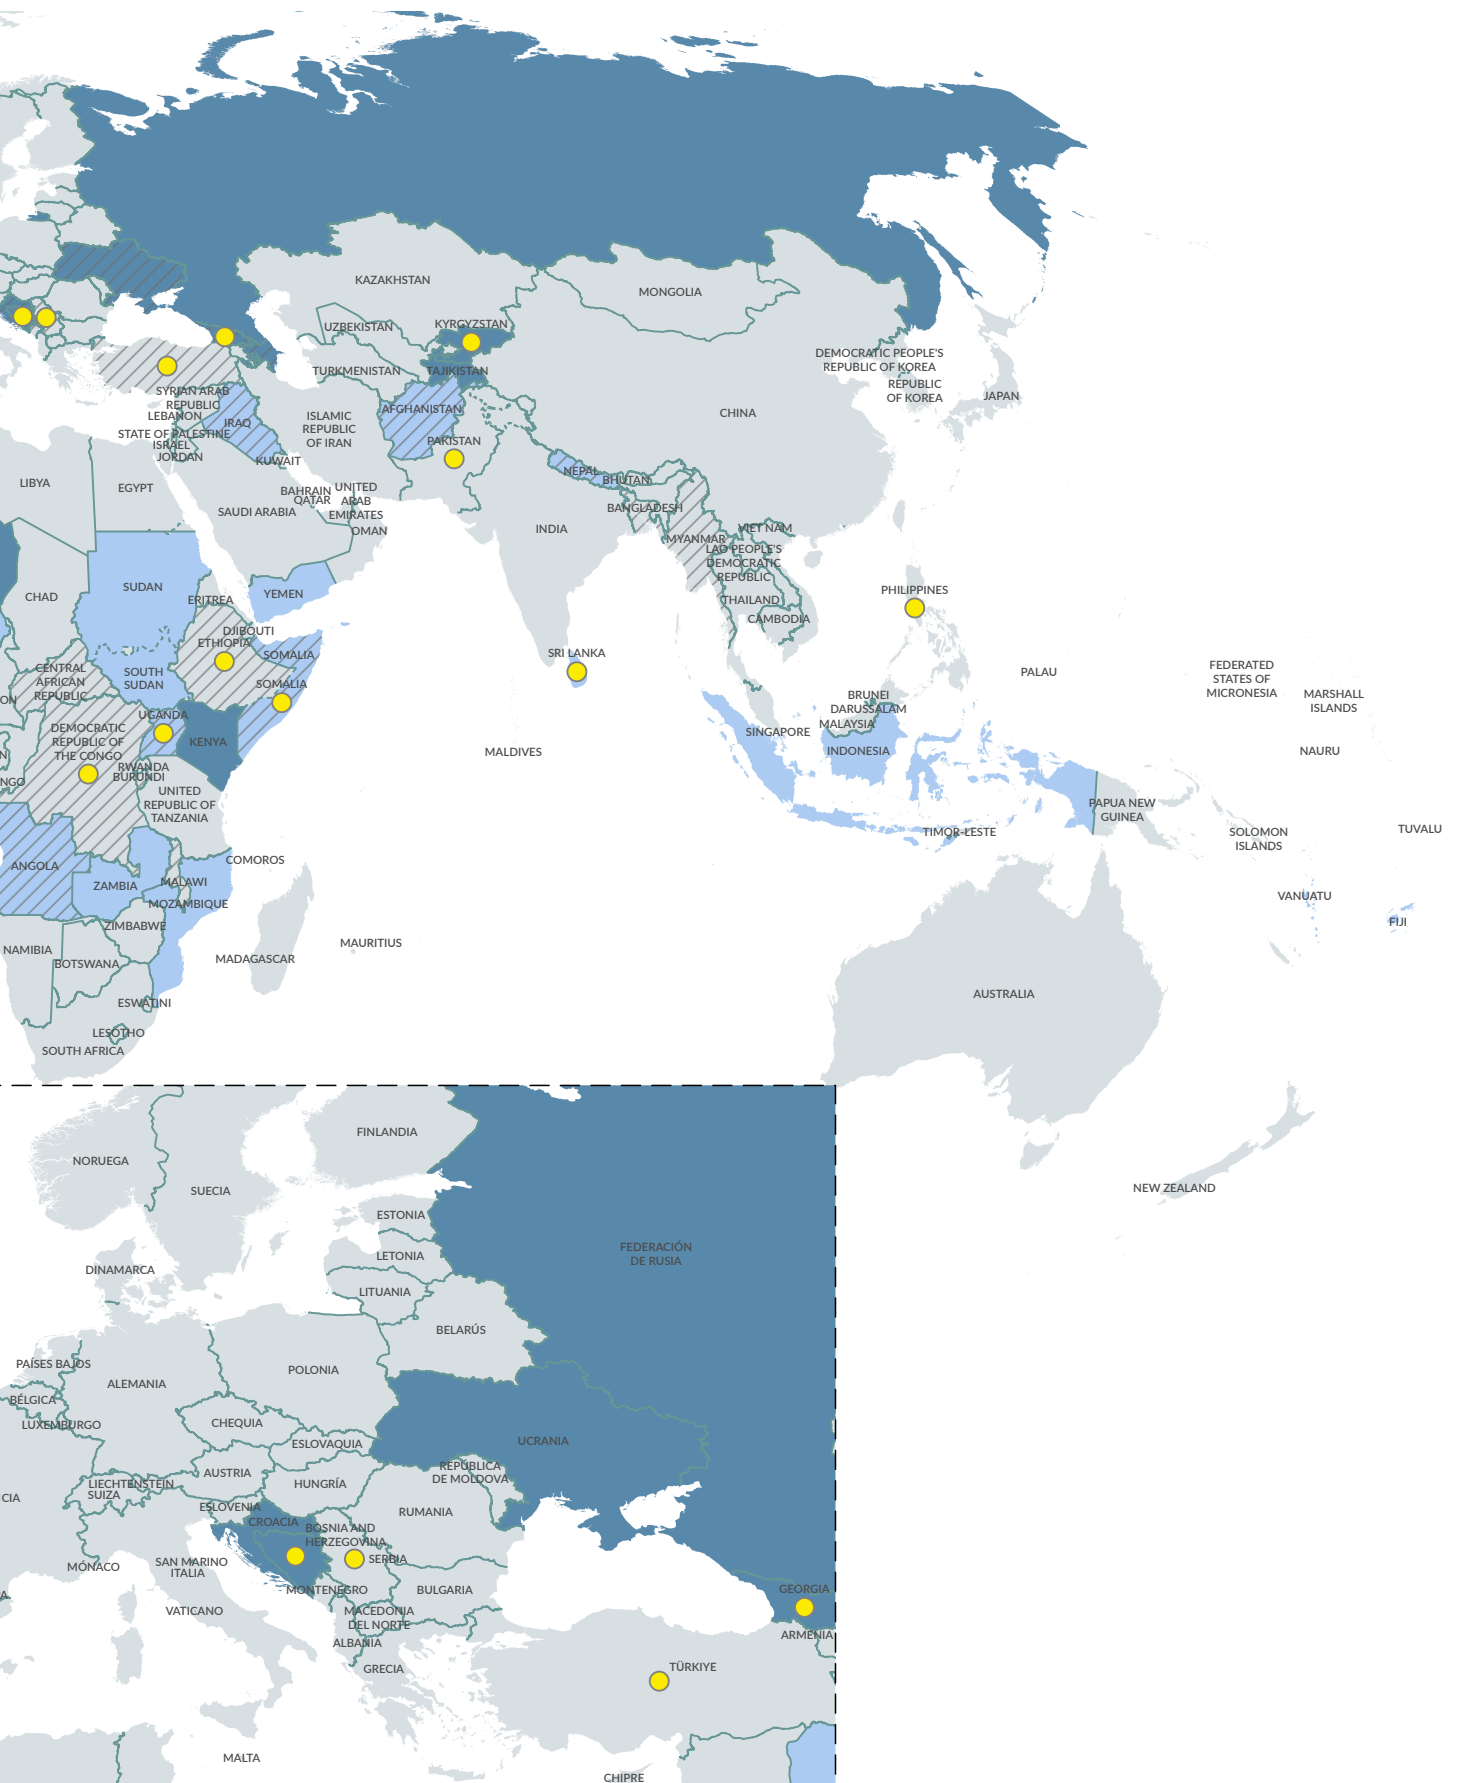 KAZAKHSTAN
MONGOLIA
UZBEKISTAN
KYRGYZSTAN
TURKMENISTAN
TAJIKISTAN
DEMOCRATIC PEOPLE'S
REPUBLIC OF KOREA
REPUBLIC
OF KOREA
JAPAN
CHINA
SYRIAN ARAB
REPUBLIC
LEBANON
STATE OF PALESTINE
ISRAEL
JORDAN
IRAQ
ISLAMIC
REPUBLIC
OF IRAN
AFGHANISTAN
PAKISTAN
KUWAIT
NEPAL
BHUTAN
LIBYA
EGYPT
BAHRAIN
QATAR
UNITED
ARAB
EMIRATES
SAUDI ARABIA
OMAN
INDIA
BANGLADESH
MYANMAR
VIET NAM
LAO PEOPLE'S
DEMOCRATIC
REPUBLIC
THAILAND
CAMBODIA
PHILIPPINES
CHAD
SUDAN
ERITREA
YEMEN
DJIBOUTI
ETHIOPIA
SOMALIA
SOMALIA
SRI LANKA
CENTRAL
AFRICAN
REPUBLIC
SOUTH
SUDAN
ON
UGANDA
KENYA
DEMOCRATIC
REPUBLIC OF
THE CONGO
N
NGO
RWANDA
BURUNDI
UNITED
REPUBLIC OF
TANZANIA
MALDIVES
SINGAPORE
BRUNEI
DARUSSALAM
MALAYSIA
INDONESIA
PALAU
FEDERATED
STATES OF
MICRONESIA
MARSHALL
ISLANDS
NAURU
PAPUA NEW
GUINEA
TIMOR-LESTE
SOLOMON
ISLANDS
TUVALU
VANUATU
FIJI
ANGOLA
ZAMBIA
MALAWI
COMOROS
MOZAMBIQUE
ZIMBABWE
NAMIBIA
BOTSWANA
MADAGASCAR
MAURITIUS
ESWATINI
LESOTHO
SOUTH AFRICA
AUSTRALIA
NEW ZEALAND
FINLANDIA
NORUEGA
SUECIA
ESTONIA
FEDERACIÓN
DE RUSIA
LETONIA
DINAMARCA
LITUANIA
BELARÚS
PAÍSES BAJOS
POLONIA
ALEMANIA
BÉLGICA
LUXEMBURGO
CHEQUIA
UCRANIA
ESLOVAQUIA
AUSTRIA
REPÚBLICA
DE MOLDOVA
LIECHTENSTEIN
SUIZA
HUNGRÍA
CIA
ESLOVENIA
RUMANIA
CROACIA
BOSNIA AND
HERZEGOVINA
SERBIA
MÓNACO
SAN MARINO
ITALIA
MONTENEGRO
BULGARIA
GEORGIA
A
VATICANO
MACEDONIA
DEL NORTE
ALBANIA
ARMENIA
GRECIA
TÜRKIYE
MALTA
CHIPRE